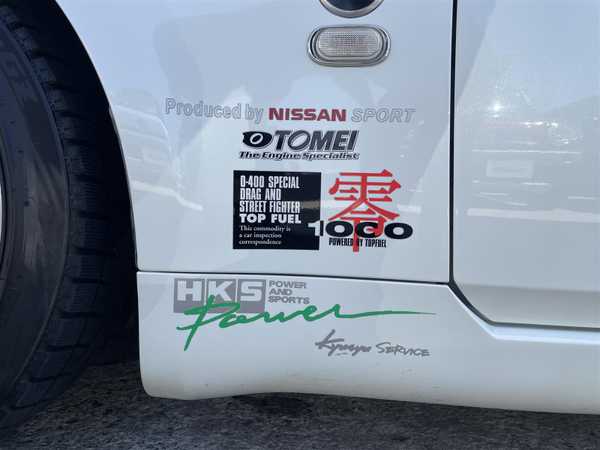 Produced by NISSAN SPORT
TOMEI
The Engine Specialist
0-400 SPECIAL
DRAG AND
STREET FIGHTER
TOP FUEL
This commodity is
a car inspection
correspondence
零
1000
POWERED BY TOPFUEL
HKS POWER AND SPORTS
Power
Kyusyu SERVICE